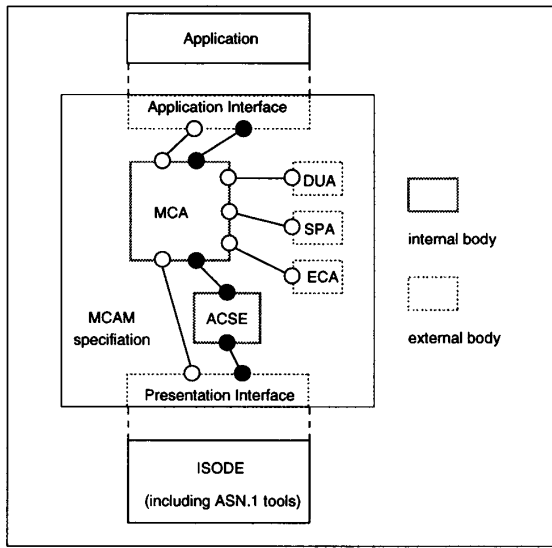 Application
Application Interface
DUA
MCA
SPA
internal body
ECA
MCAM
specifiation
ACSE
external body
Presentation Interface
ISODE
(including ASN.1 tools)